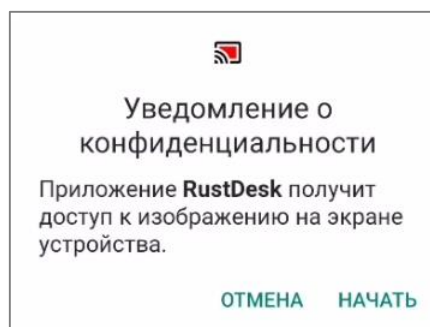 Уведомление о
конфиденциальности
Приложение RustDesk получит
доступ к изображению на экране
устройства.
ОТМЕНА НАЧАТЬ